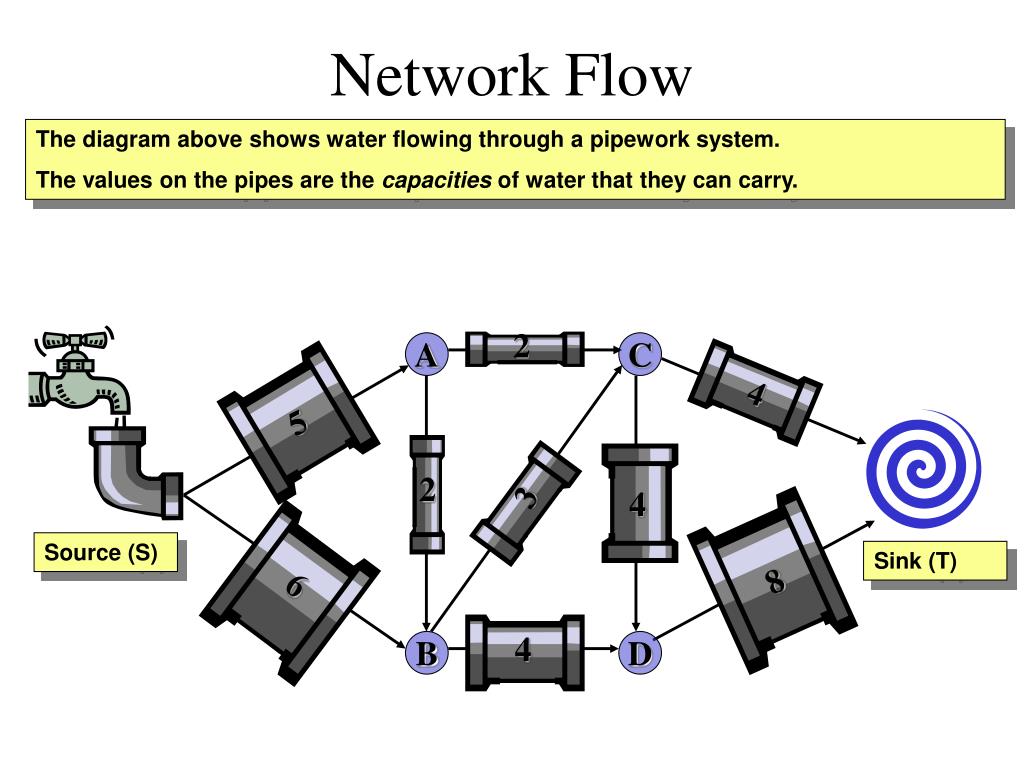 Network Flow
The diagram above shows water flowing through a pipework system.
The values on the pipes are the capacities of water that they can carry.
A
2
C
4
5
2
3
4
Source (S)
Sink (T)
6
8
B
4
D